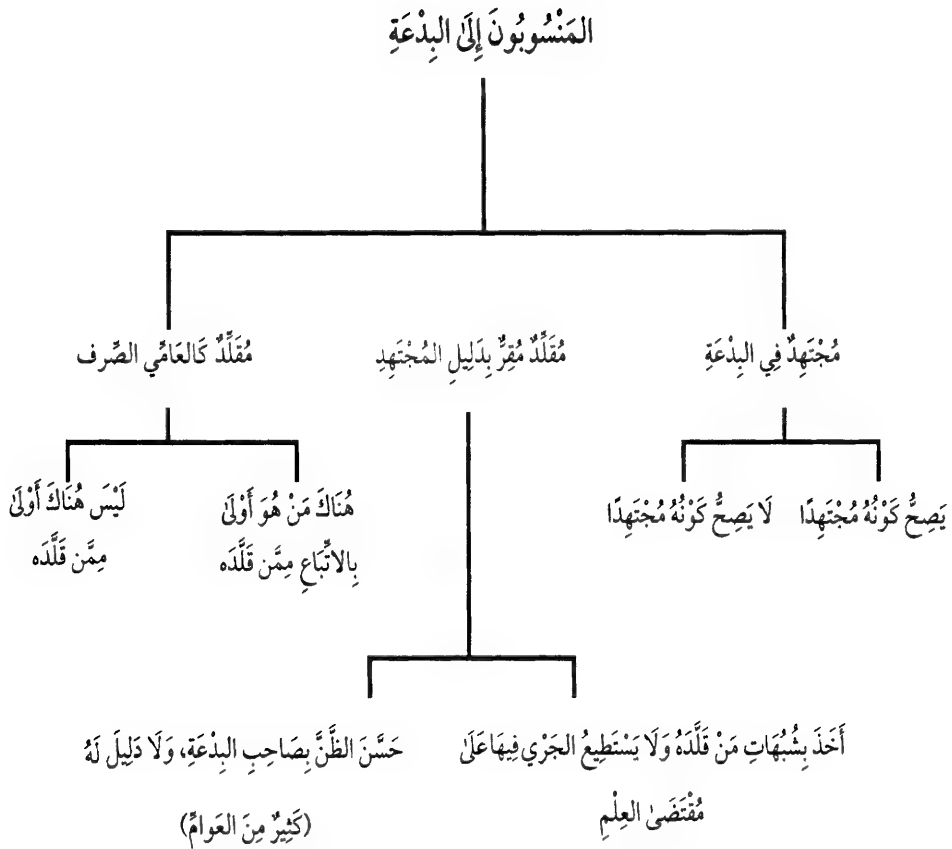 المَنْسُوبُونَ إِلَىٰ البِدْعَةِ
مُجْتَهِدٌ فِي البِدْعَةِ
مُقَلِّدٌ مُقِرٌّ بِدَلِيلِ المُجْتَهِدِ
مُقَلِّدٌ كَالعَامِّي الصِّرف
يَصِحُّ كَوْنُهُ مُجْتَهِدًا
لَا يَصِحُّ كَوْنُهُ مُجْتَهِدًا
هُنَاكَ مَنْ هُوَ أَوْلَىٰ
بِالاتِّبَاعِ مِمَّن قَلَّدَه
لَيْسَ هُنَاكَ أَوْلَىٰ
مِمَّن قَلَّدَه
أَخَذَ بِشُبُهَاتِ مَنْ قَلَّدَهُ وَلَا يَسْتَطِيعُ الجَرْي فِيهَا عَلَىٰ
مُقْتَضَىٰ العِلْمِ
حَسَّنَ الظَّنَّ بِصَاحِبِ البِدْعَةِ، وَلَا دَلِيلَ لَهُ
(كَثِيرٌ مِنَ العَوَامِّ)